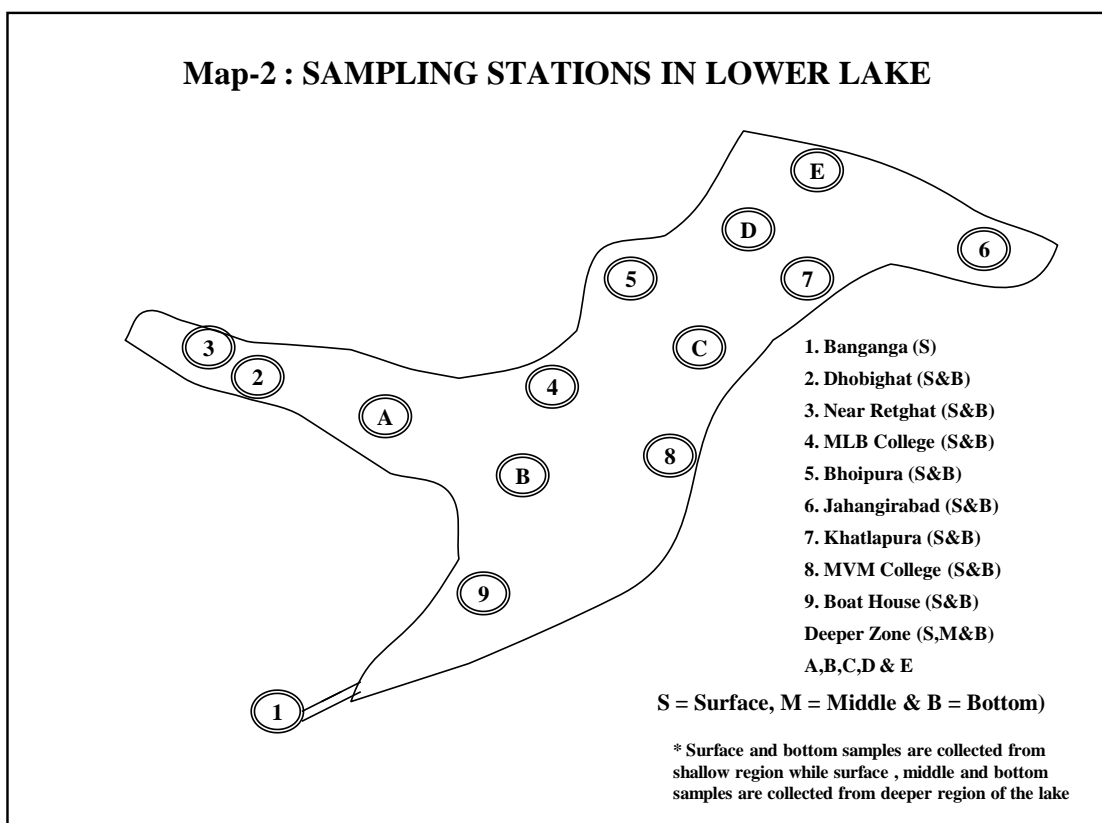 Map-2 : SAMPLING STATIONS IN LOWER LAKE
E
D
6
5
7
3
C
2
4
A
8
B
9
1
1. Banganga (S)
2. Dhobighat (S&B)
3. Near Retghat (S&B)
4. MLB College (S&B)
5. Bhoipura (S&B)
6. Jahangirabad (S&B)
7. Khatlapura (S&B)
8. MVM College (S&B)
9. Boat House (S&B)
Deeper Zone (S,M&B)
A,B,C,D & E
S = Surface, M = Middle & B = Bottom)
* Surface and bottom samples are collected from
shallow region while surface , middle and bottom
samples are collected from deeper region of the lake